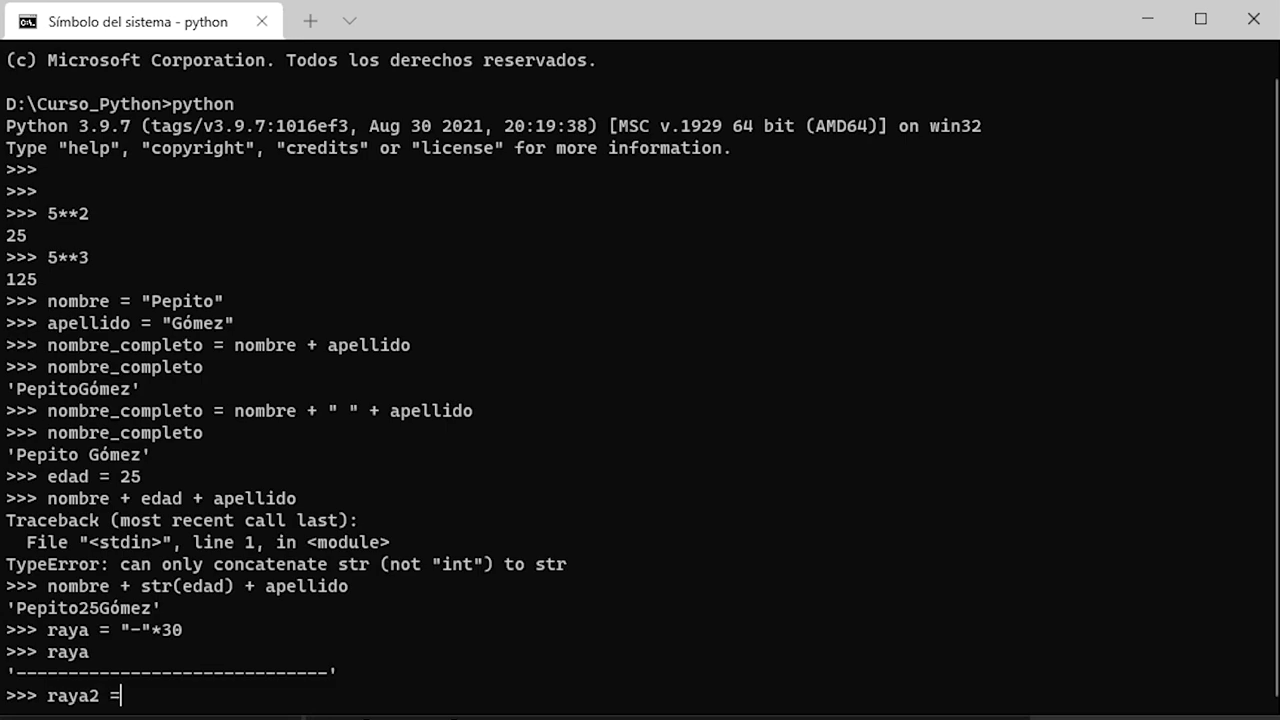 Símbolo del sistema - python
(c) Microsoft Corporation. Todos los derechos reservados.
D:\Curso_Python>python
Python 3.9.7 (tags/v3.9.7:1016ef3, Aug 30 2021, 20:19:38) [MSC v.1929 64 bit (AMD64)] on win32
Type "help", "copyright", "credits" or "license" for more information.
>>>
>>>
>>> 5**2
25
>>> 5**3
125
>>> nombre = "Pepito"
>>> apellido = "Gómez"
>>> nombre_completo = nombre + apellido
>>> nombre_completo
'PepitoGómez'
>>> nombre_completo = nombre + " " + apellido
>>> nombre_completo
'Pepito Gómez'
>>> edad = 25
>>> nombre + edad + apellido
Traceback (most recent call last):
  File "<stdin>", line 1, in <module>
TypeError: can only concatenate str (not "int") to str
>>> nombre + str(edad) + apellido
'Pepito25Gómez'
>>> raya = "-"*30
>>> raya
'------------------------------'
>>> raya2 =